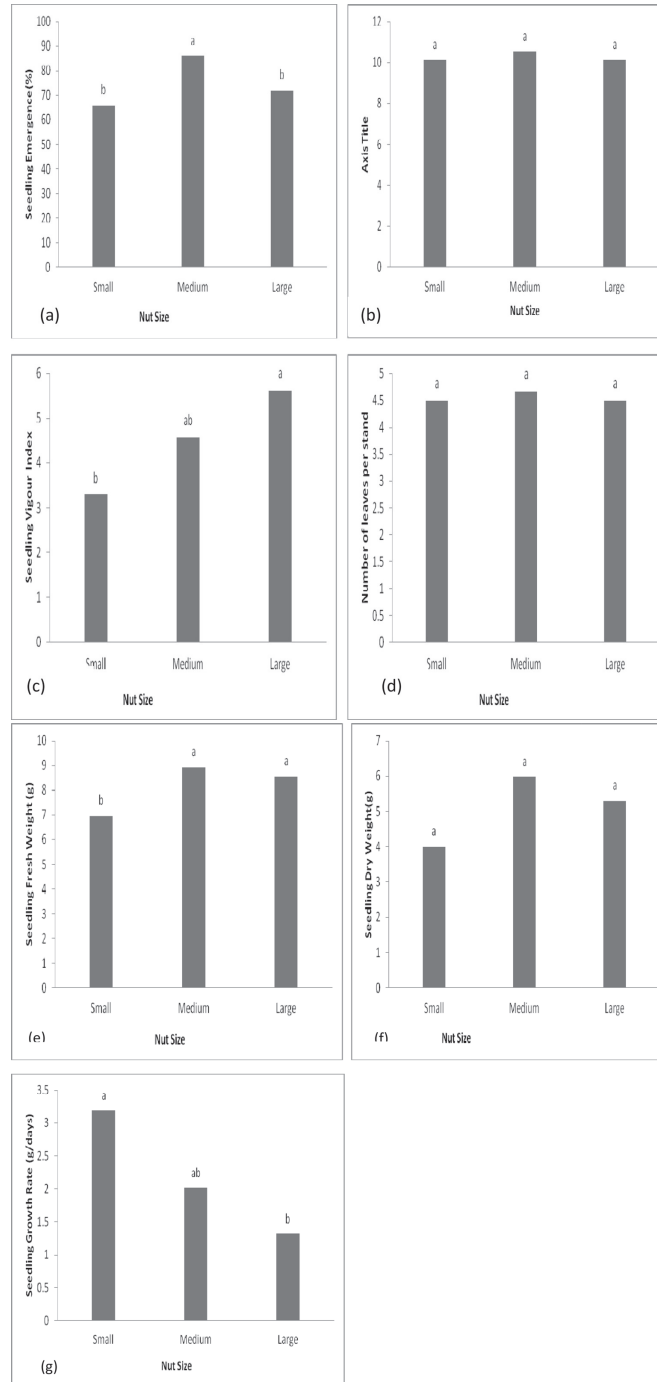 Seedling Emergence(%)
100
90
80
70
60
50
40
30
20
10
0
b
a
b
Small Medium Large
(a) Nut Size
Axis Title
12
10
8
6
4
2
0
a
a
a
Small Medium Large
(b) Nut Size
Seedling Vigour Index
6
5
4
3
2
1
0
b
ab
a
Small Medium Large
(c) Nut Size
Number of leaves per stand
5
4.5
4
3.5
3
2.5
2
1.5
1
0.5
0
a
a
a
Small Medium Large
(d) Nut Size
Seedling Fresh Weight (g)
10
9
8
7
6
5
4
3
2
1
0
b
a
a
Small Medium Large
(e) Nut Size
Seedling Dry Weight(g)
7
6
5
4
3
2
1
0
a
a
a
Small Medium Large
(f) Nut Size
Seedling Growth Rate (g/days)
3.5
3
2.5
2
1.5
1
0.5
0
a
ab
b
Small Medium Large
(g) Nut Size